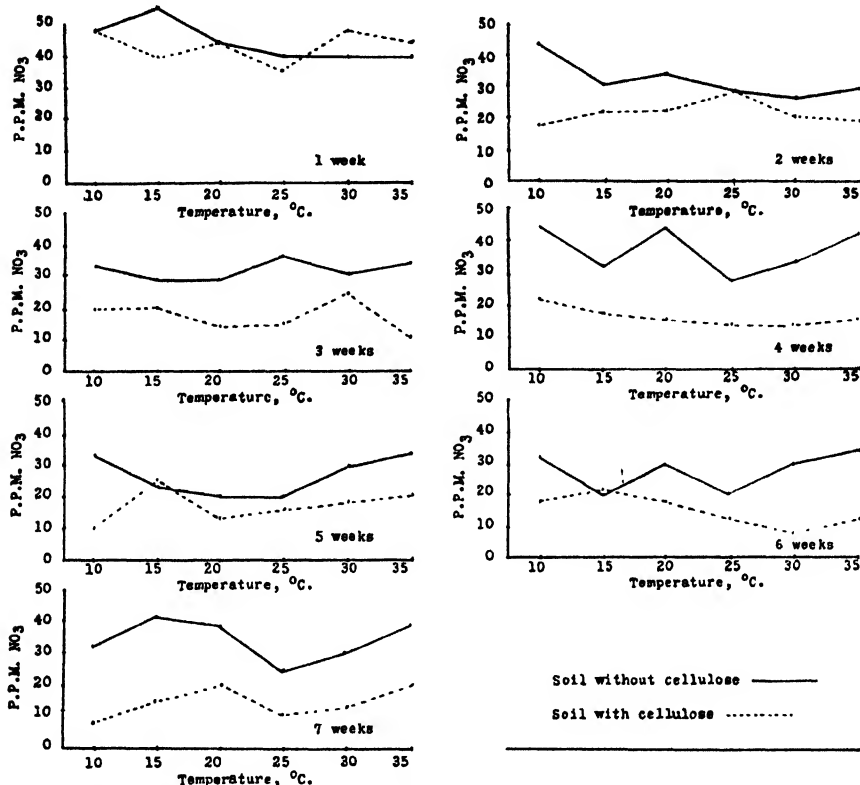 P.P.M. NO3
50
40
30
20
10
0
1 week
10 15 20 25 30 35
Temperature, °C.
P.P.M. NO3
50
40
30
20
10
0
2 weeks
10 15 20 25 30 35
Temperature, °C.
P.P.M. NO3
50
40
30
20
10
0
3 weeks
10 15 20 25 30 35
Temperature, °C.
P.P.M. NO3
50
40
30
20
10
0
4 weeks
10 15 20 25 30 35
Temperature, °C.
P.P.M. NO3
50
40
30
20
10
0
5 weeks
10 15 20 25 30 35
Temperature, °C.
P.P.M. NO3
50
40
30
20
10
0
6 weeks
10 15 20 25 30 35
Temperature, °C.
P.P.M. NO3
50
40
30
20
10
0
7 weeks
10 15 20 25 30 35
Temperature, °C.
Soil without cellulose
Soil with cellulose